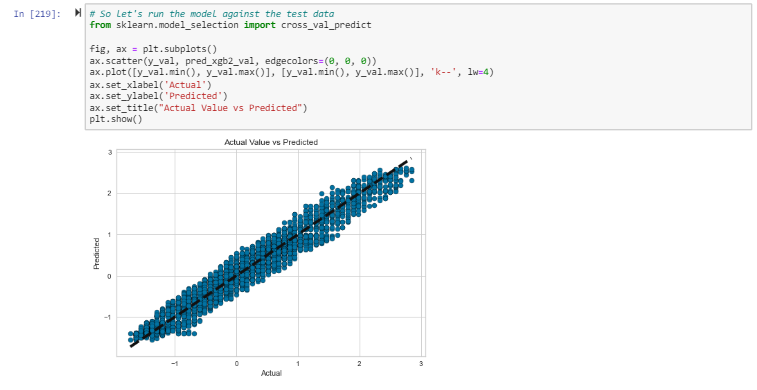 In [219]:
# So let's run the model against the test data
from sklearn.model_selection import cross_val_predict
fig, ax = plt.subplots()
ax.scatter(y_val, pred_xgb2_val, edgecolors=(0, 0, 0))
ax.plot([y_val.min(), y_val.max()], [y_val.min(), y_val.max()], 'k--', lw=4)
ax.set_xlabel('Actual')
ax.set_ylabel('Predicted')
ax.set_title("Actual Value vs Predicted")
plt.show()
Actual Value vs Predicted
3
2
1
0
−1
Predicted
−1 0 1 2 3
Actual